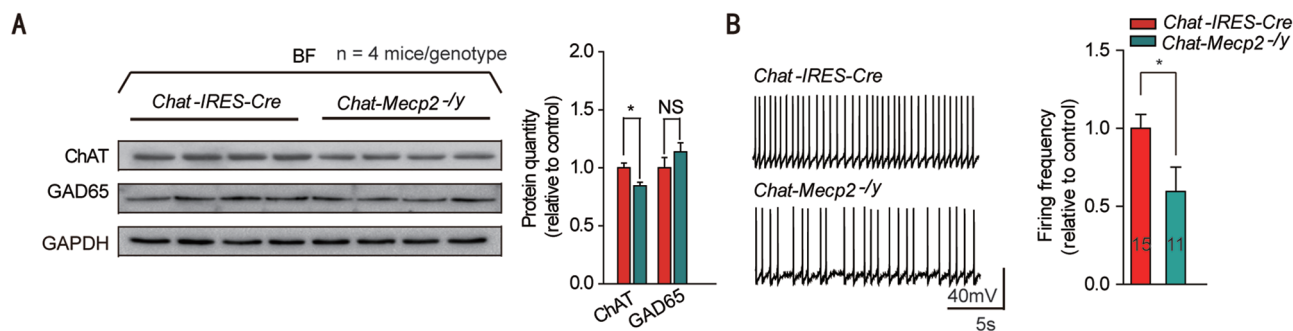 A
BF n = 4 mice/genotype
Chat-IRES-Cre Chat-Mecp2-/y
ChAT
GAD65
GAPDH
Protein quantity
(relative to control)
2.0
1.5
1.0
0.5
0.0
* NS
ChAT GAD65
B
Chat-IRES-Cre
Chat-Mecp2-/y
40mV
5s
Chat-IRES-Cre
Chat-Mecp2-/y
Firing frequency
(relative to control)
1.5
1.0
0.5
0.0
*
15 11